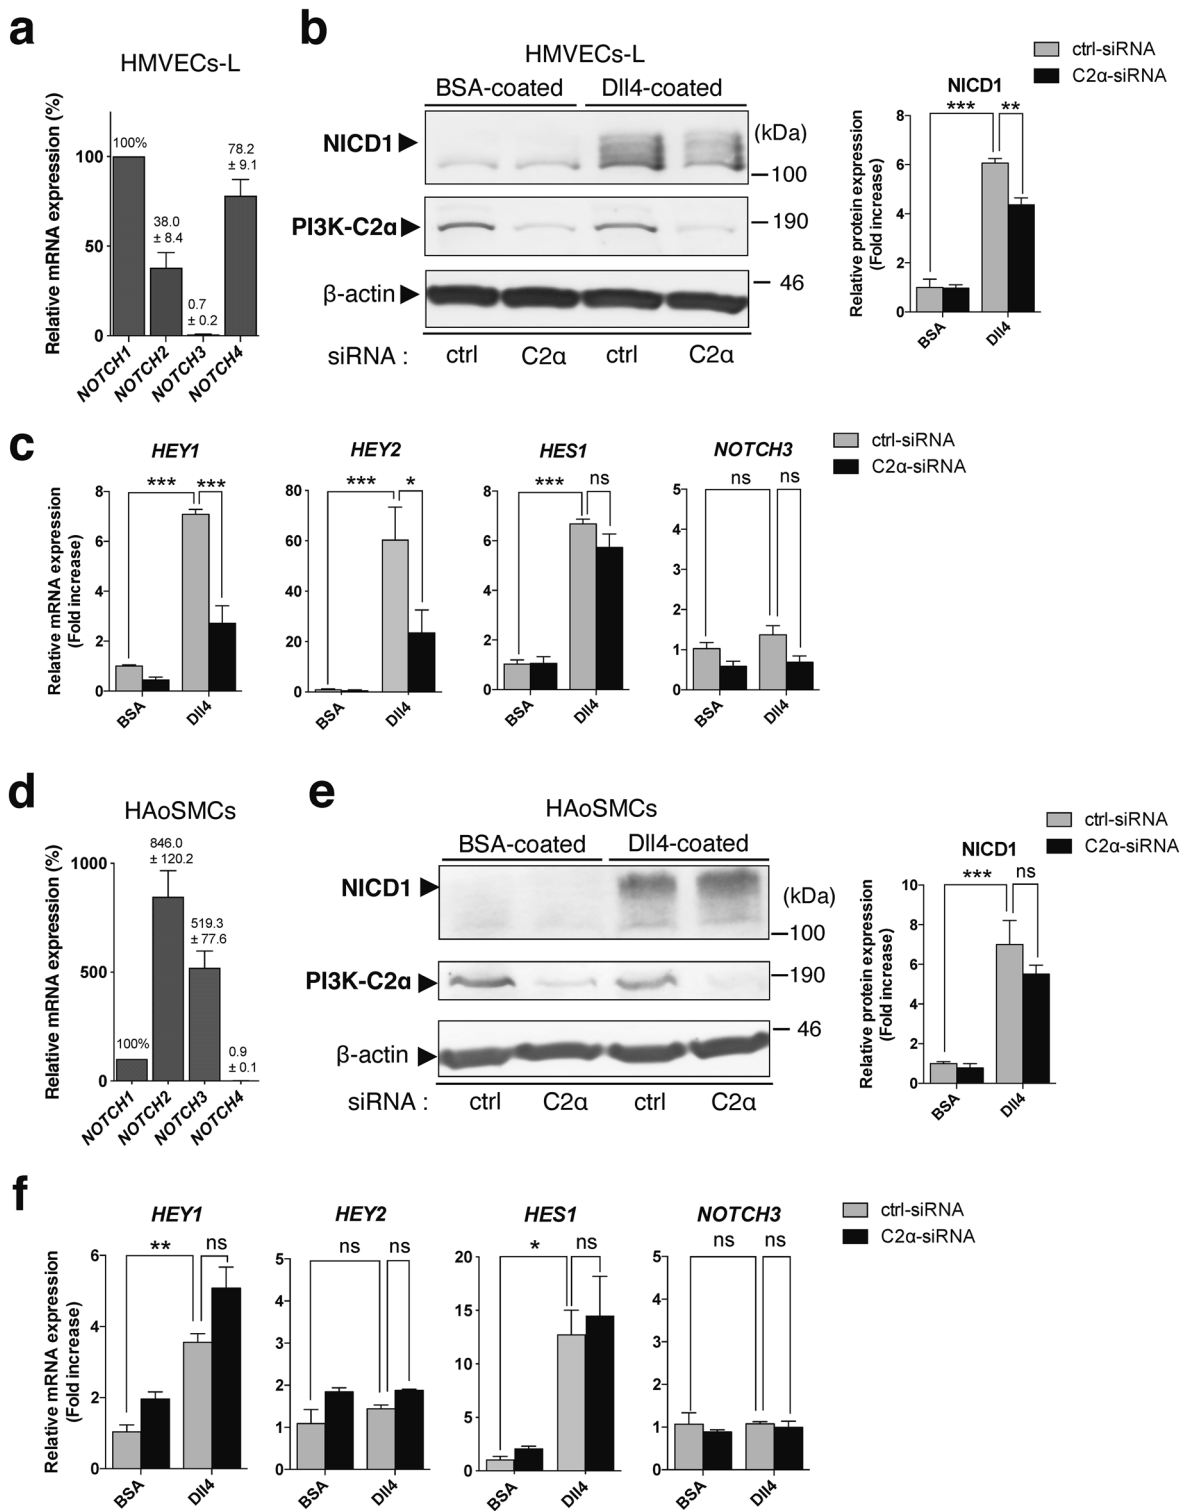 a
HMVECs-L
Relative mRNA expression (%)
100
50
0
100%
38.0
± 8.4
0.7
± 0.2
78.2
± 9.1
NOTCH1
NOTCH2
NOTCH3
NOTCH4
b
HMVECs-L
BSA-coated
Dll4-coated
NICD1
(kDa)
100
PI3K-C2α
190
β-actin
46
siRNA :
ctrl
C2α
ctrl
C2α
ctrl-siRNA
C2α-siRNA
NICD1
Relative protein expression
(Fold increase)
8
6
4
2
0
***
**
BSA
Dll4
c
HEY1
Relative mRNA expression
(Fold increase)
8
6
4
2
0
***
***
BSA
Dll4
HEY2
80
60
40
20
0
***
*
BSA
Dll4
HES1
8
6
4
2
0
***
ns
BSA
Dll4
NOTCH3
5
4
3
2
1
0
ns
ns
BSA
Dll4
ctrl-siRNA
C2α-siRNA
d
HAoSMCs
Relative mRNA expression (%)
1000
500
0
100%
846.0
± 120.2
519.3
± 77.6
0.9
± 0.1
NOTCH1
NOTCH2
NOTCH3
NOTCH4
e
HAoSMCs
BSA-coated
Dll4-coated
NICD1
(kDa)
100
PI3K-C2α
190
β-actin
46
siRNA :
ctrl
C2α
ctrl
C2α
ctrl-siRNA
C2α-siRNA
NICD1
Relative protein expression
(Fold increase)
10
8
6
4
2
0
***
ns
BSA
Dll4
f
HEY1
Relative mRNA expression
(Fold increase)
6
4
2
0
**
ns
BSA
Dll4
HEY2
5
4
3
2
1
0
ns
ns
BSA
Dll4
HES1
20
15
10
5
0
*
ns
BSA
Dll4
NOTCH3
5
4
3
2
1
0
ns
ns
BSA
Dll4
ctrl-siRNA
C2α-siRNA